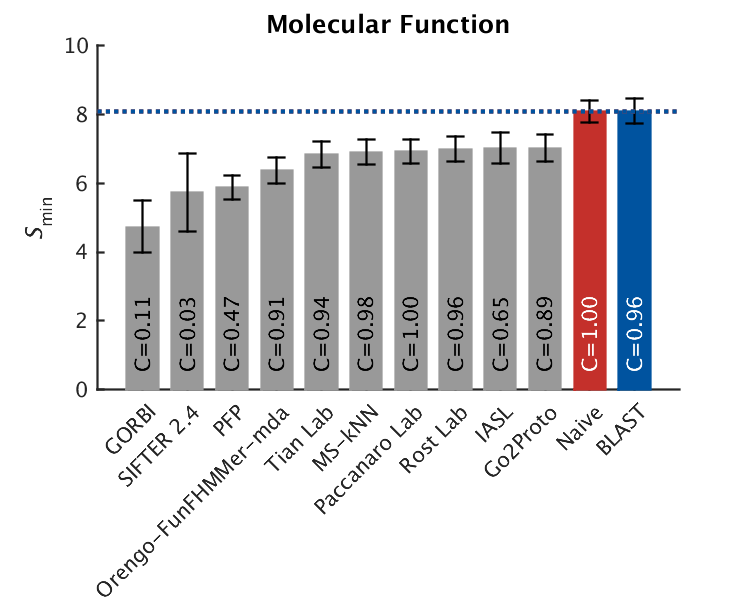 Molecular Function
10
8
6
4
2
0
Smin
C=0.11
C=0.03
C=0.47
C=0.91
C=0.94
C=0.98
C=1.00
C=0.96
C=0.65
C=0.89
C=1.00
C=0.96
GORBI
SIFTER 2.4
PFP
Orengo-FunFHMMer-mda
Tian Lab
MS-kNN
Paccanaro Lab
Rost Lab
IASL
Go2Proto
Naive
BLAST